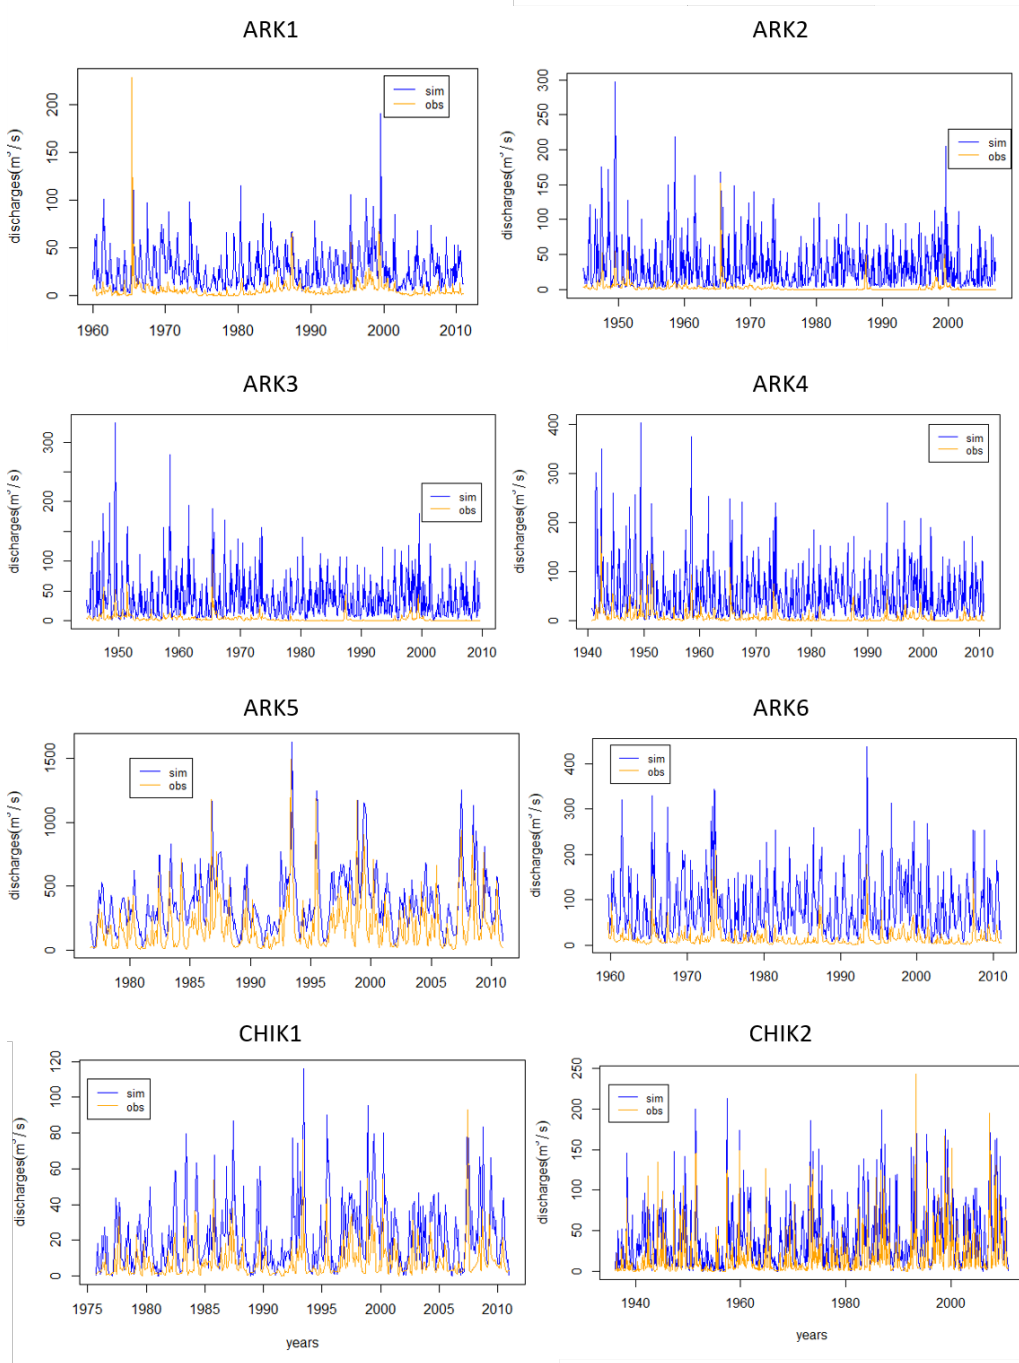 ARK1
discharges(m³/ s)
200
150
100
50
0
sim
obs
1960 1970 1980 1990 2000 2010
ARK2
discharges(m³/ s)
300
250
200
150
100
50
0
sim
obs
1950 1960 1970 1980 1990 2000
ARK3
discharges(m³/ s)
300
200
100
50
0
sim
obs
1950 1960 1970 1980 1990 2000 2010
ARK4
discharges(m³/ s)
400
300
200
100
0
sim
obs
1940 1950 1960 1970 1980 1990 2000 2010
ARK5
discharges(m³/ s)
1500
1000
500
0
sim
obs
1980 1985 1990 1995 2000 2005 2010
ARK6
discharges(m³/ s)
400
300
200
100
0
sim
obs
1960 1970 1980 1990 2000 2010
CHIK1
discharges(m³/ s)
120
100
80
60
40
20
0
sim
obs
1975 1980 1985 1990 1995 2000 2005 2010
years
CHIK2
discharges(m³/ s)
250
200
150
100
50
0
sim
obs
1940 1960 1980 2000
years